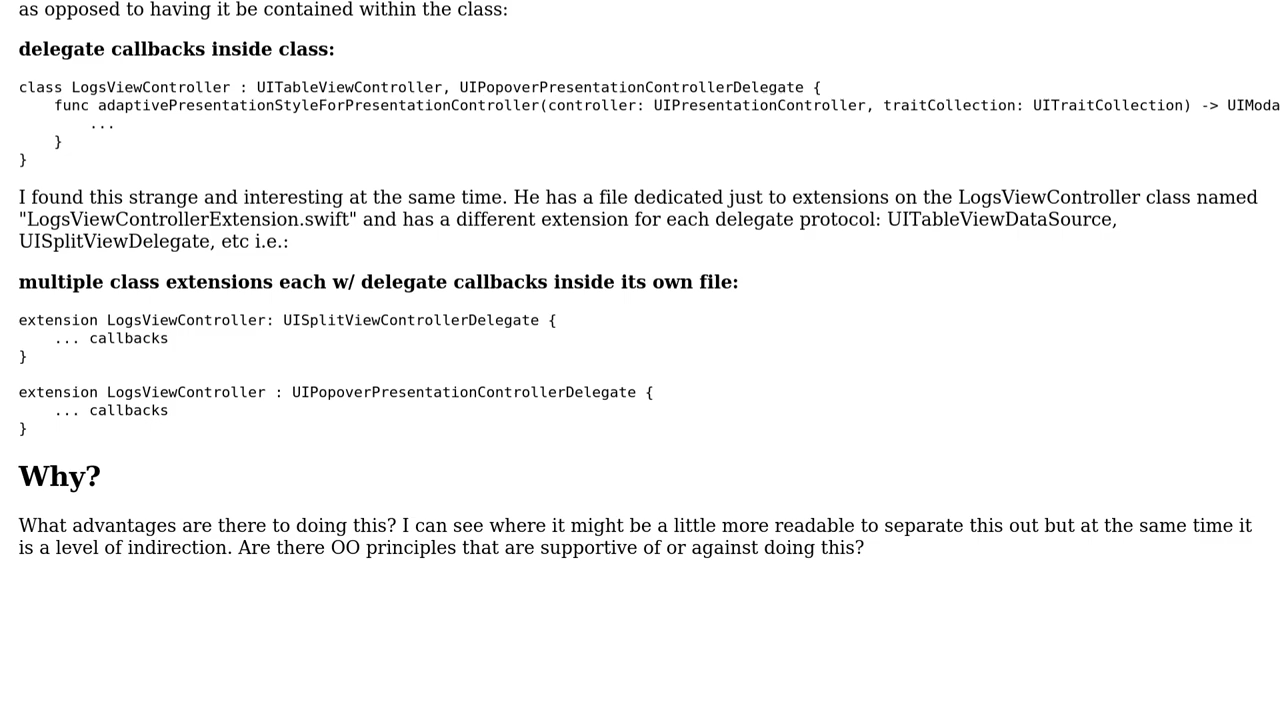 as opposed to having it be contained within the class:
delegate callbacks inside class:
class LogsViewController : UITableViewController, UIPopoverPresentationControllerDelegate {
    func adaptivePresentationStyleForPresentationController(controller: UIPresentationController, traitCollection: UITraitCollection) -> UIModa
        ...
    }
}
I found this strange and interesting at the same time. He has a file dedicated just to extensions on the LogsViewController class named
"LogsViewControllerExtension.swift" and has a different extension for each delegate protocol: UITableViewDataSource,
UISplitViewDelegate, etc i.e.:
multiple class extensions each w/ delegate callbacks inside its own file:
extension LogsViewController: UISplitViewControllerDelegate {
    ... callbacks
}
extension LogsViewController : UIPopoverPresentationControllerDelegate {
    ... callbacks
}
Why?
What advantages are there to doing this? I can see where it might be a little more readable to separate this out but at the same time it
is a level of indirection. Are there OO principles that are supportive of or against doing this?